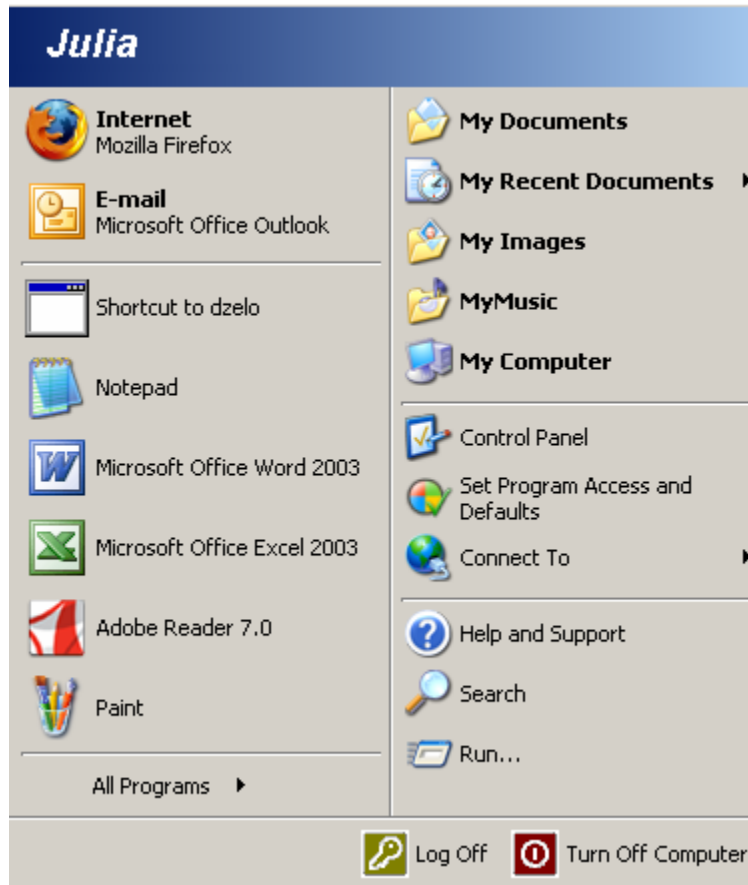 Julia
Internet
Mozilla Firefox
E-mail
Microsoft Office Outlook
Shortcut to dzelo
Notepad
Microsoft Office Word 2003
Microsoft Office Excel 2003
Adobe Reader 7.0
Paint
All Programs
My Documents
My Recent Documents
My Images
MyMusic
My Computer
Control Panel
Set Program Access and
Defaults
Connect To
Help and Support
Search
Run...
Log Off
Turn Off Computer